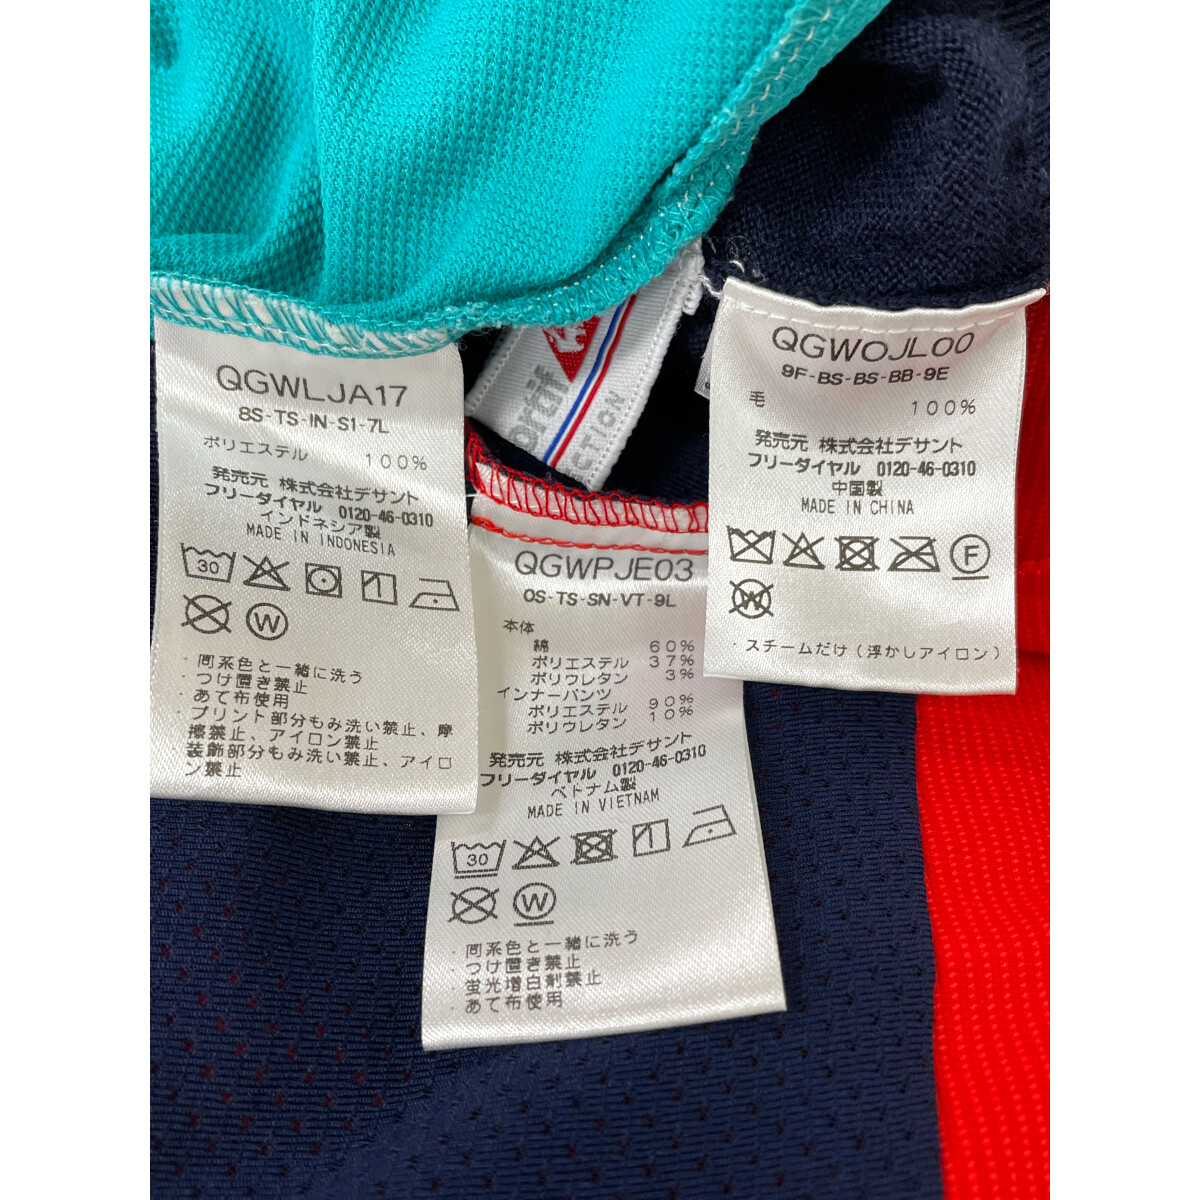 QGWLJA17
8S-TS-IN-S1-7L
ポリエステル 100%
発売元 株式会社デサント
フリーダイヤル 0120-46-0310
インドネシア製
MADE IN INDONESIA
30
W
・同系色と一緒に洗う
・つけ置き禁止
・あて布使用
・プリント部分もみ洗い禁止、摩
擦禁止、アイロン禁止
・装飾部分もみ洗い禁止、アイロ
ン禁止
ortif
CTION
QGWPJE03
0S-TS-SN-VT-9L
本体
綿 60%
ポリエステル 37%
ポリウレタン 3%
インナーパンツ
ポリエステル 90%
ポリウレタン 10%
発売元 株式会社デサント
フリーダイヤル 0120-46-0310
ベトナム製
MADE IN VIETNAM
30
W
・同系色と一緒に洗う
・つけ置き禁止
・蛍光増白剤禁止
・あて布使用
QGWOJL00
9F-BS-BS-BB-9E
毛 100%
発売元 株式会社デサント
フリーダイヤル 0120-46-0310
中国製
MADE IN CHINA
F
W
・スチームだけ(浮かしアイロン)